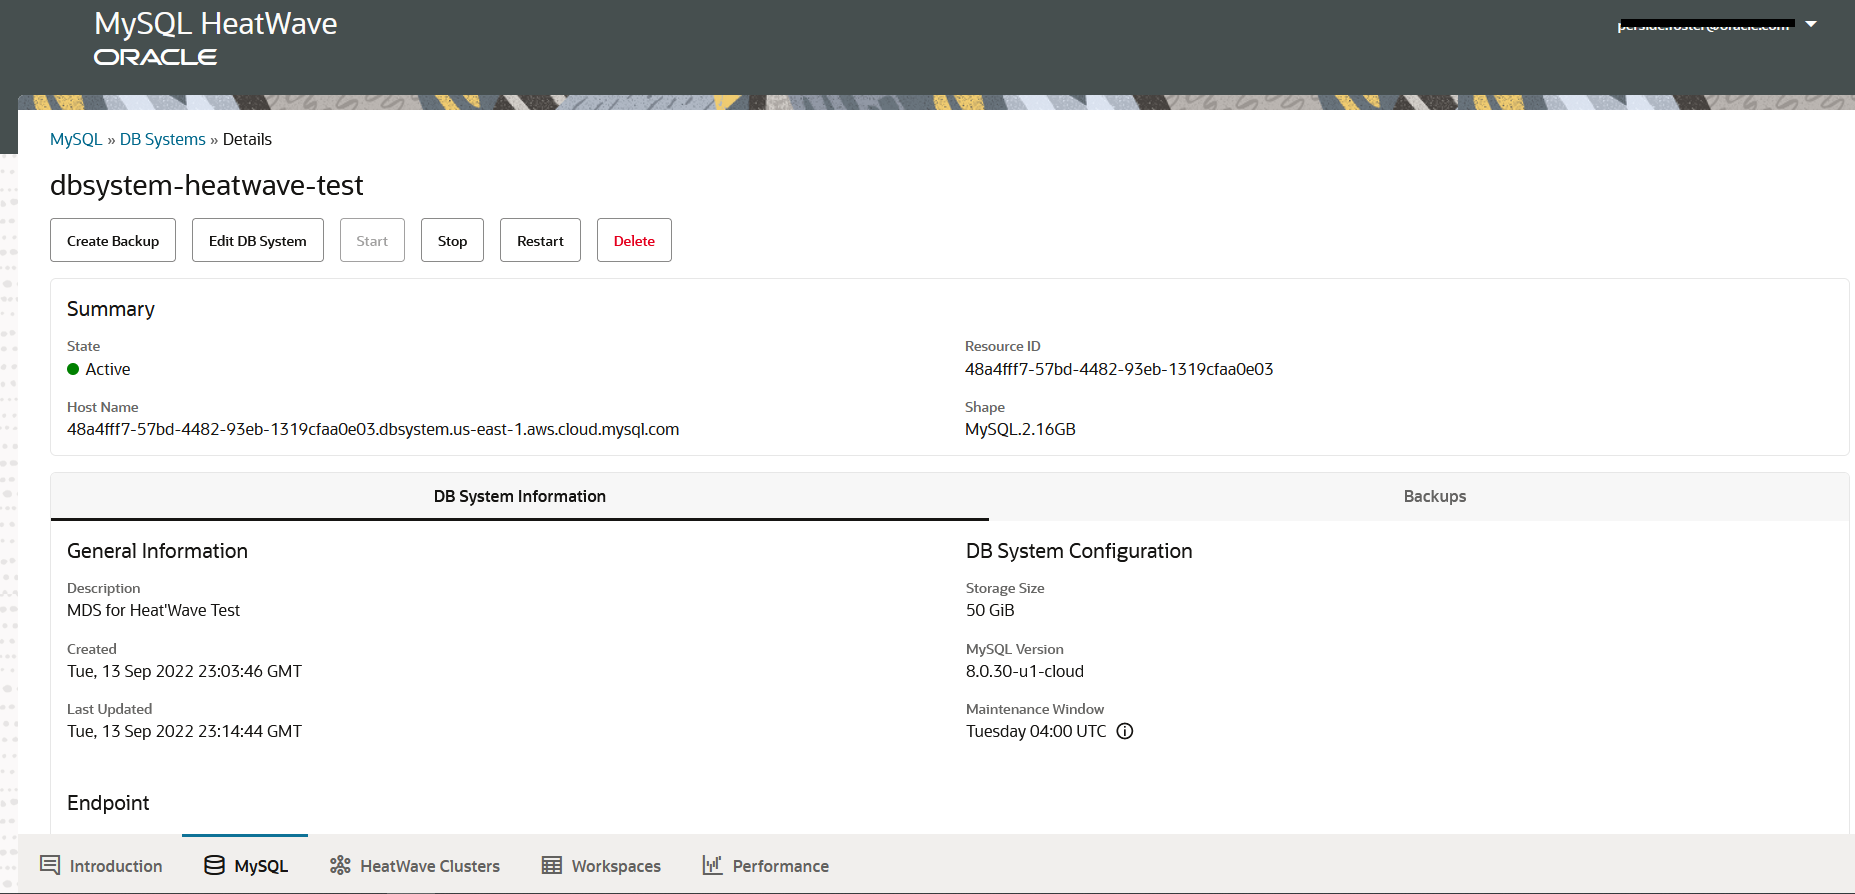 MySQL HeatWave
ORACLE
MySQL » DB Systems » Details
dbsystem-heatwave-test
Create Backup Edit DB System Start Stop Restart Delete
Summary
State
Active
Host Name
48a4fff7-57bd-4482-93eb-1319cfaa0e03.dbsystem.us-east-1.aws.cloud.mysql.com
Resource ID
48a4fff7-57bd-4482-93eb-1319cfaa0e03
Shape
MySQL.2.16GB
DB System Information Backups
General Information
Description
MDS for Heat'Wave Test
Created
Tue, 13 Sep 2022 23:03:46 GMT
Last Updated
Tue, 13 Sep 2022 23:14:44 GMT
Endpoint
DB System Configuration
Storage Size
50 GiB
MySQL Version
8.0.30-u1-cloud
Maintenance Window
Tuesday 04:00 UTC
Introduction MySQL HeatWave Clusters Workspaces Performance